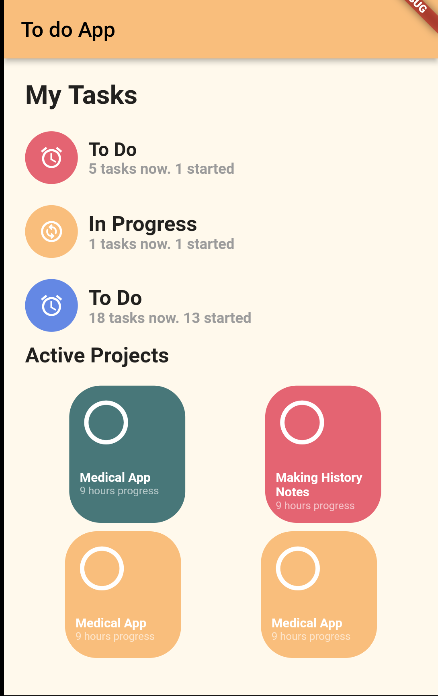 To do App
My Tasks
To Do
5 tasks now. 1 started
In Progress
1 tasks now. 1 started
To Do
18 tasks now. 13 started
Active Projects
Medical App
9 hours progress
Making History
Notes
9 hours progress
Medical App
9 hours progress
Medical App
9 hours progress